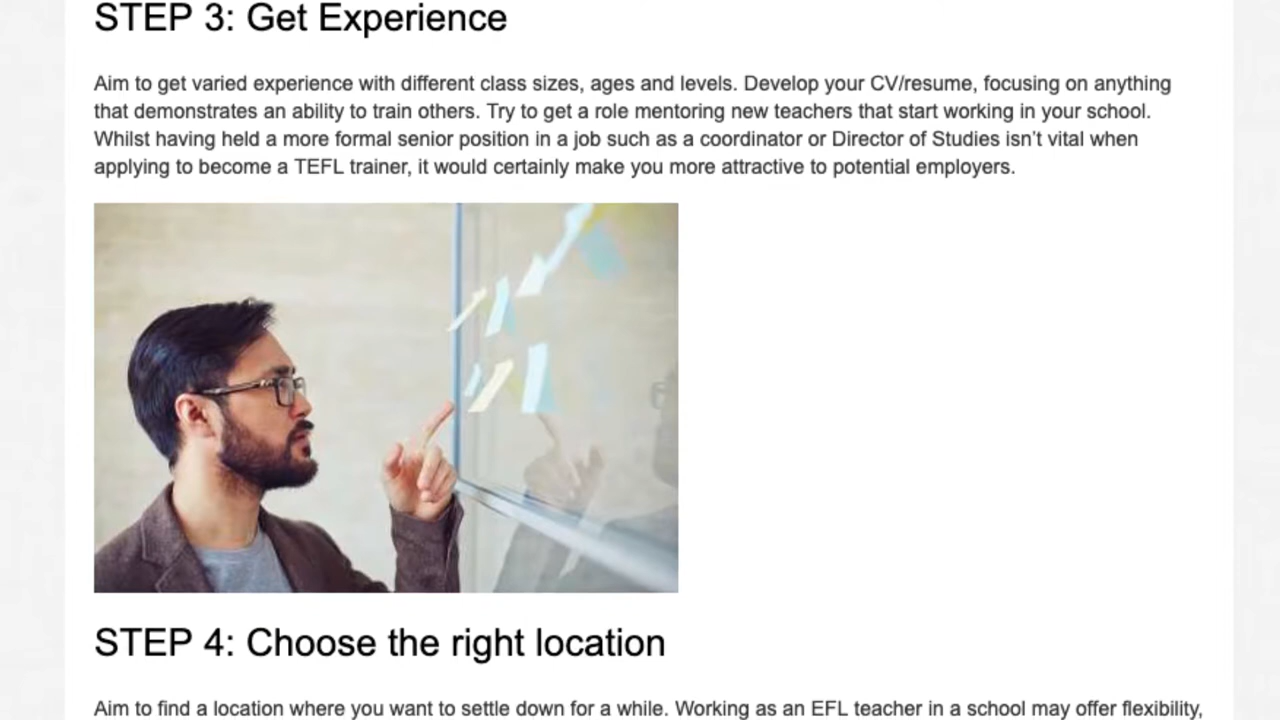 STEP 3: Get Experience
Aim to get varied experience with different class sizes, ages and levels. Develop your CV/resume, focusing on anything
that demonstrates an ability to train others. Try to get a role mentoring new teachers that start working in your school.
Whilst having held a more formal senior position in a job such as a coordinator or Director of Studies isn’t vital when
applying to become a TEFL trainer, it would certainly make you more attractive to potential employers.
STEP 4: Choose the right location
Aim to find a location where you want to settle down for a while. Working as an EFL teacher in a school may offer flexibility,